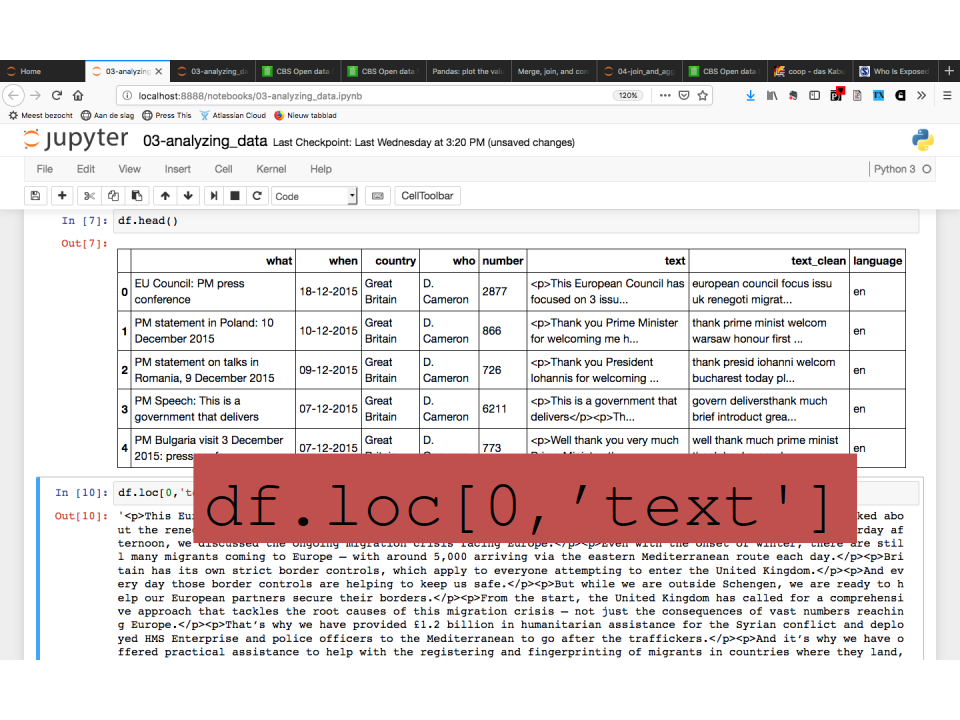 Home
03-analyzing
03-analyzing_da
CBS Open data
CBS Open data
Pandas: plot the valu
Merge, join, and con
04-join_and_agg
CBS Open data
coop - das Kab
Who Is Exposed
localhost:8888/notebooks/03-analyzing_data.ipynb
120%
Meest bezocht Aan de slag Press This Atlassian Cloud Nieuw tabblad
jupyter 03-analyzing_data Last Checkpoint: Last Wednesday at 3:20 PM (unsaved changes)
File Edit View Insert Cell Kernel Help Python 3
Code CellToolbar
In [7]: df.head()
Out[7]:
what when country who number text text_clean language
0 EU Council: PM press conference 18-12-2015 Great Britain D. Cameron 2877 <p>This European Council has focused on 3 issu... european council focus issu uk renegoti migrat... en
1 PM statement in Poland: 10 December 2015 10-12-2015 Great Britain D. Cameron 866 <p>Thank you Prime Minister for welcoming me h... thank prime minist welcom warsaw honour first ... en
2 PM statement on talks in Romania, 9 December 2015 09-12-2015 Great Britain D. Cameron 726 <p>Thank you President Iohannis for welcoming ... thank presid iohanni welcom bucharest today pl... en
3 PM Speech: This is a government that delivers 07-12-2015 Great Britain D. Cameron 6211 <p>This is a government that delivers</p><p>Th... govern deliversthank much brief introduct grea... en
4 PM Bulgaria visit 3 December 2015: press 07-12-2015 Great D. 773 <p>Well thank you very much well thank much prime minist en
df.loc[0,'text']
In [10]: df.loc[0,'t
Out[10]: '<p>This Eu ked abo
ut the rene rday af
ternoon, we discussed the ongoing migration crisis facing Europe.</p><p>Even with the onset of winter, there are stil
l many migrants coming to Europe – with around 5,000 arriving via the eastern Mediterranean route each day.</p><p>Bri
tain has its own strict border controls, which apply to everyone attempting to enter the United Kingdom.</p><p>And ev
ery day those border controls are helping to keep us safe.</p><p>But while we are outside Schengen, we are ready to h
elp our European partners secure their borders.</p><p>From the start, the United Kingdom has called for a comprehensi
ve approach that tackles the root causes of this migration crisis – not just the consequences of vast numbers reachin
g Europe.</p><p>That's why we have provided £1.2 billion in humanitarian assistance for the Syrian conflict and deplo
yed HMS Enterprise and police officers to the Mediterranean to go after the traffickers.</p><p>And it's why we have o
ffered practical assistance to help with the registering and fingerprinting of migrants in countries where they land,